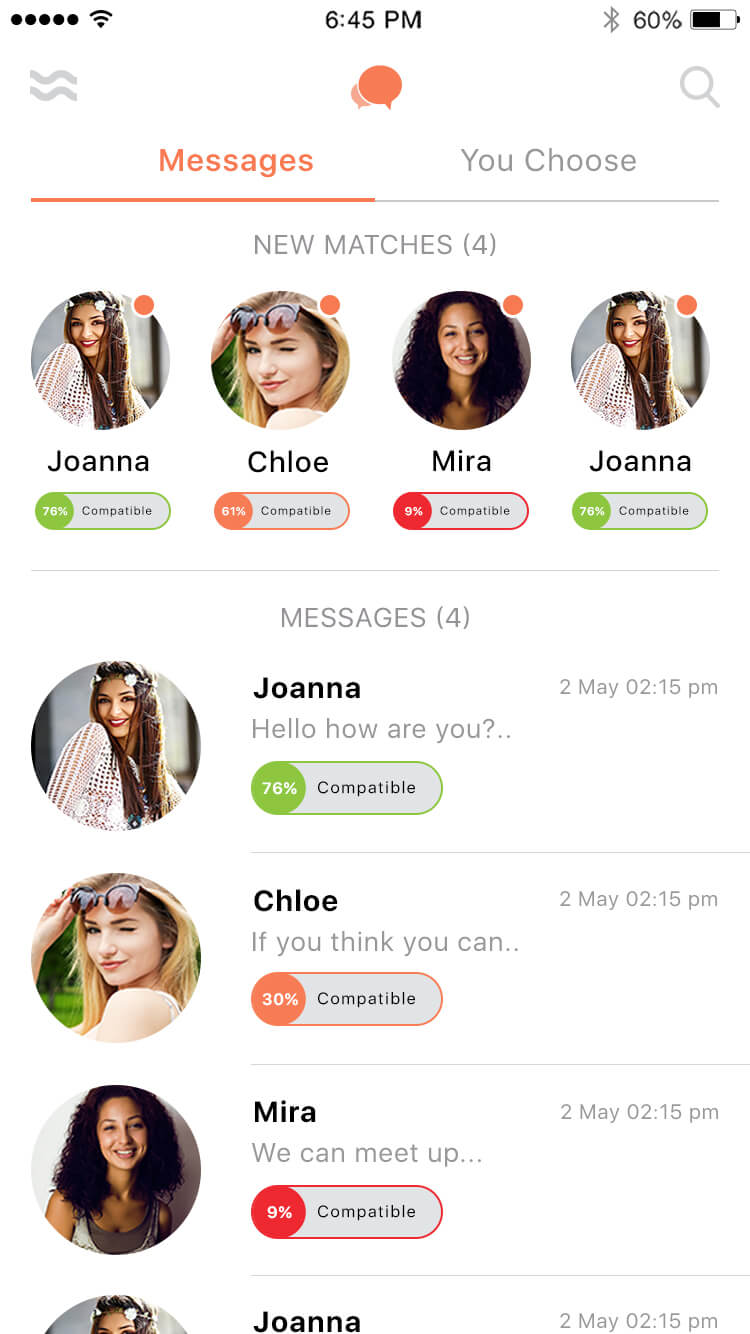 6:45 PM 60%
Messages You Choose
NEW MATCHES (4)
Joanna Chloe Mira Joanna
76% Compatible 61% Compatible 9% Compatible 76% Compatible
MESSAGES (4)
Joanna 2 May 02:15 pm
Hello how are you?..
76% Compatible
Chloe 2 May 02:15 pm
If you think you can..
30% Compatible
Mira 2 May 02:15 pm
We can meet up...
9% Compatible
Joanna 2 May 02:15 pm